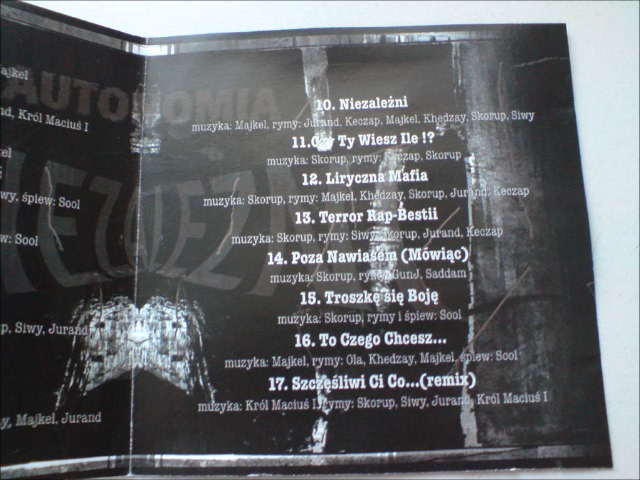 ajkel
AUTONOMIA
and, Król Maciuś I
kel
wy, śpiew: Sool
w: Sool
p, Siwy, Jurand
y, Majkel, Jurand
10. Niezależni
muzyka: Majkel, rymy: Jurand, Keczap, Majkel, Khedzay, Skorup, Siwy
11.Czy Ty Wiesz Ile !?
muzyka: Skorup, rymy: Keczap, Skorup
12. Liryczna Mafia
muzyka: Skorup, rymy: Majkel, Khedzay, Skorup, Jurand, Keczap
13. Terror Rap-Bestii
muzyka: Skorup, rymy: Siwy, Skorup, Jurand, Keczap
14. Poza Nawiasem (Mówiąc)
muzyka: Skorup, rymy: GunJ, Saddam
15. Troszkę się Boję
muzyka: Skorup, rymy i śpiew: Sool
16. To Czego Chcesz...
muzyka: Majkel, rymy: Ola, Khedzay, Majkel, śpiew: Sool
17. Szczęśliwi Ci Co...(remix)
muzyka: Król Maciuś I, rymy: Skorup, Siwy, Jurand, Król Maciuś I